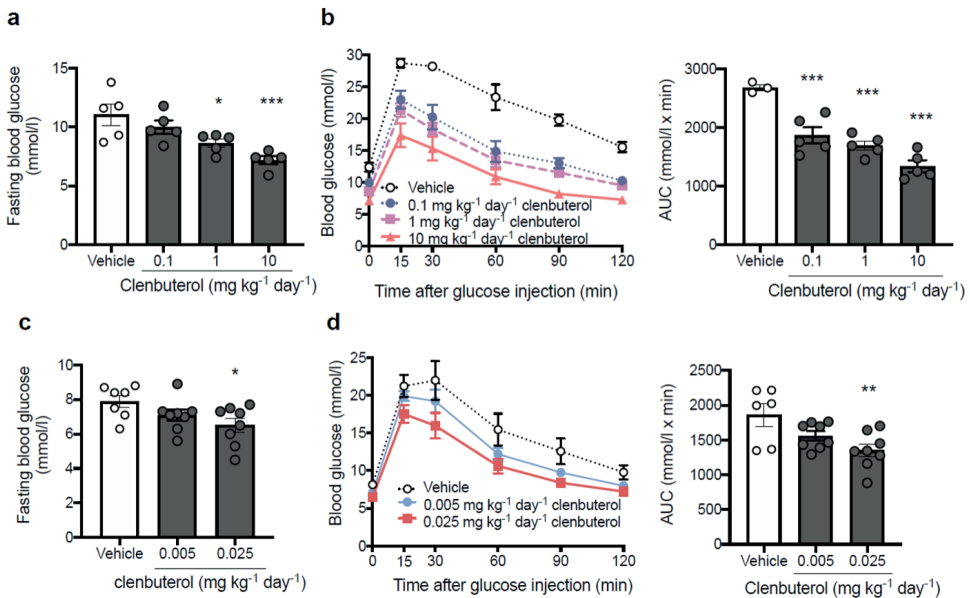 a
Fasting blood glucose
(mmol/l)
15
10
5
0
*
***
Vehicle
0.1
1
10
Clenbuterol (mg kg⁻¹ day⁻¹)
b
Blood glucose (mmol/l)
30
25
20
15
10
5
0
Vehicle
0.1 mg kg⁻¹ day⁻¹ clenbuterol
1 mg kg⁻¹ day⁻¹ clenbuterol
10 mg kg⁻¹ day⁻¹ clenbuterol
0
15
30
60
90
120
Time after glucose injection (min)
AUC (mmol/l x min)
3000
2000
1000
0
***
***
***
Vehicle
0.1
1
10
Clenbuterol (mg kg⁻¹ day⁻¹)
c
Fasting blood glucose
(mmol/l)
8
6
4
2
0
*
Vehicle
0.005
0.025
clenbuterol (mg kg⁻¹ day⁻¹)
d
Blood glucose (mmol/l)
25
20
15
10
5
0
Vehicle
0.005 mg kg⁻¹ day⁻¹ clenbuterol
0.025 mg kg⁻¹ day⁻¹ clenbuterol
0
15
30
60
90
120
Time after glucose injection (min)
AUC (mmol/l x min)
2500
2000
1500
1000
500
0
**
Vehicle
0.005
0.025
Clenbuterol (mg kg⁻¹ day⁻¹)